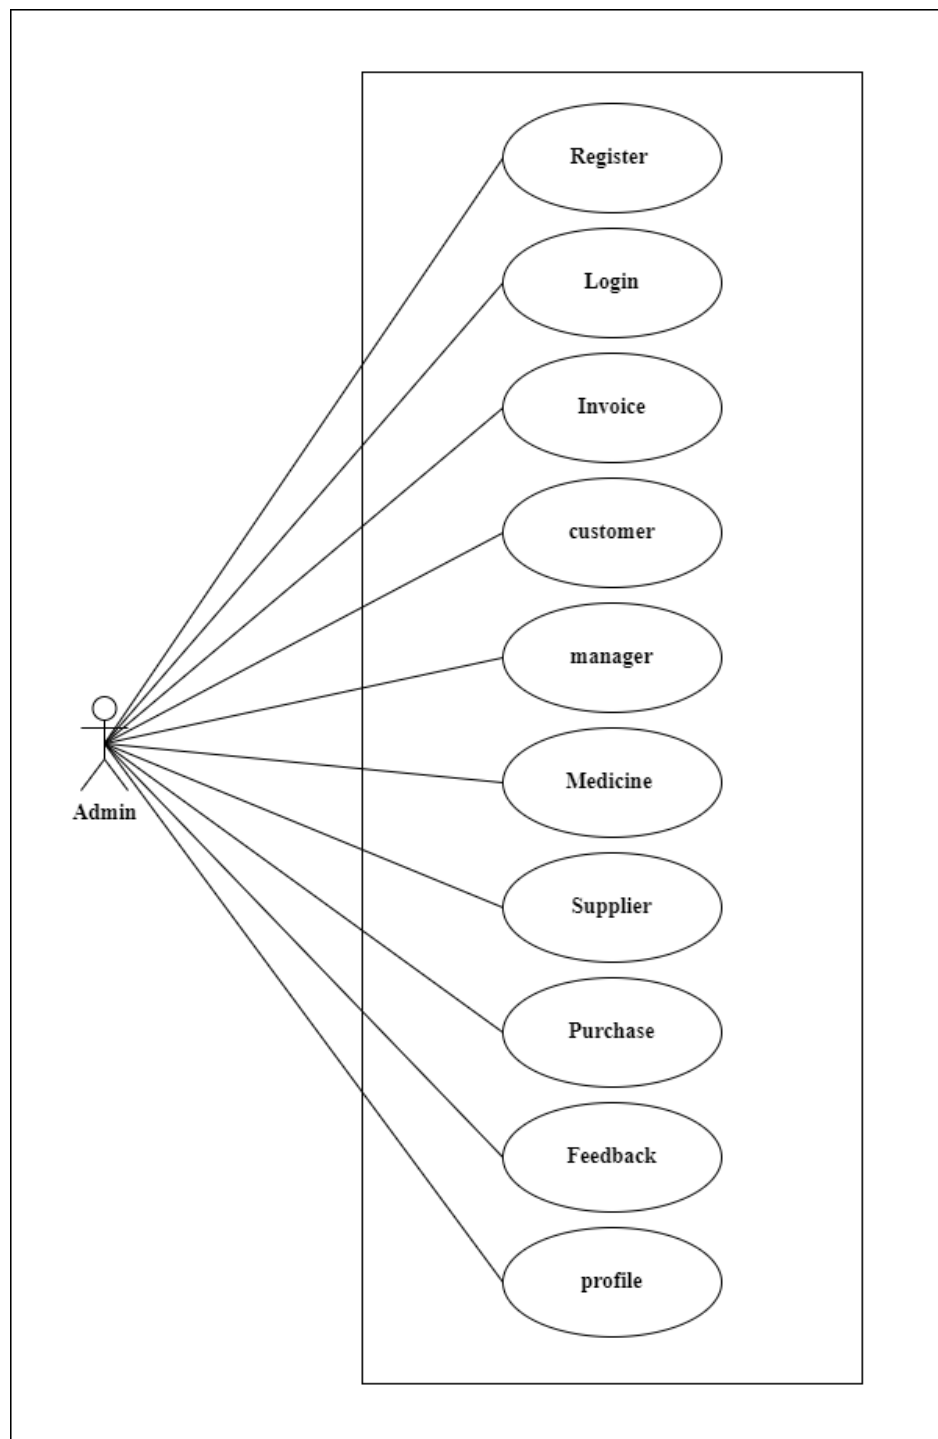 Register
Login
Invoice
customer
manager
Medicine
Admin
Supplier
Purchase
Feedback
profile